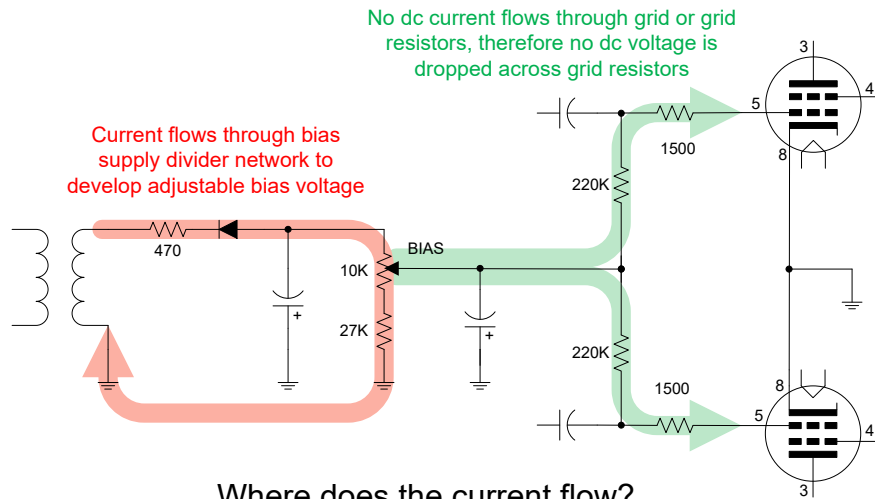 No dc current flows through grid or grid
resistors, therefore no dc voltage is
dropped across grid resistors
3
4
5
1500
8
Current flows through bias
supply divider network to
develop adjustable bias voltage
220K
470
BIAS
10K
+
27K
+
220K
1500
8
5
4
3
Where does the current flow?